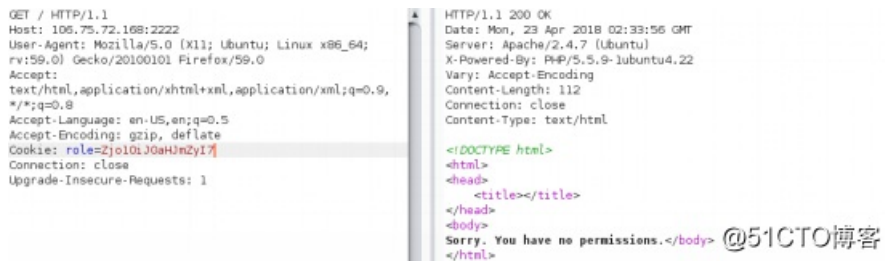 GET / HTTP/1.1
Host: 106.75.72.168:2222
User-Agent: Mozilla/5.0 (X11; Ubuntu; Linux x86_64;
rv:59.0) Gecko/20100101 Firefox/59.0
Accept:
text/html,application/xhtml+xml,application/xml;q=0.9,
*/*;q=0.8
Accept-Language: en-US,en;q=0.5
Accept-Encoding: gzip, deflate
Cookie: role=Zjo1OiJGaHJmZyI7
Connection: close
Upgrade-Insecure-Requests: 1
HTTP/1.1 200 OK
Date: Mon, 23 Apr 2018 02:33:56 GMT
Server: Apache/2.4.7 (Ubuntu)
X-Powered-By: PHP/5.5.9-1ubuntu4.22
Vary: Accept-Encoding
Content-Length: 112
Connection: close
Content-Type: text/html
<!DOCTYPE html>
<html>
<head>
<title></title>
</head>
<body>
Sorry. You have no permissions.</body>
</html>
@51CTO博客